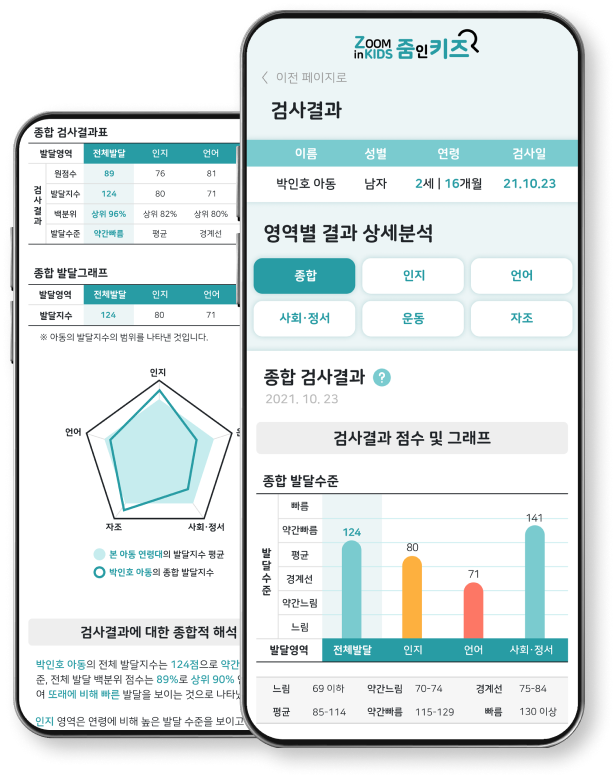 종합 검사결과표
발달영역 전체발달 인지 언어
검사결과
원점수 89 76 81
발달지수 124 80 71
백분위 상위 96% 상위 82% 상위 80%
발달수준 약간빠름 평균 경계선
종합 발달그래프
발달영역 전체발달 인지 언어
발달지수 124 80 71
※ 아동의 발달지수의 범위를 나타낸 것입니다.
인지
언어
자조 사회·정서
본 아동 연령대의 발달지수 평균
박인호 아동의 종합 발달지수
검사결과에 대한 종합적 해석
박인호 아동의 전체 발달지수는 124점으로 약간
준, 전체 발달 백분위 점수는 89%로 상위 90%
여 또래에 비해 빠른 발달을 보이는 것으로
인지 영역은 연령에 비해 높은 발달 수준을 보이고
ZOOM
inKIDS 줌인키즈
이전 페이지로
검사결과
이름 성별 연령 검사일
박인호 아동 남자 2세 | 16개월 21.10.23
영역별 결과 상세분석
종합 인지 언어
사회·정서 운동 자조
종합 검사결과 ?
2021. 10. 23
검사결과 점수 및 그래프
종합 발달수준
발달수준
빠름
약간빠름
평균
경계선
약간느림
느림
124 80 71 141
발달영역 전체발달 인지 언어 사회·정서
느림 69 이하 약간느림 70-74 경계선 75-84
평균 85-114 약간빠름 115-129 빠름 130 이상